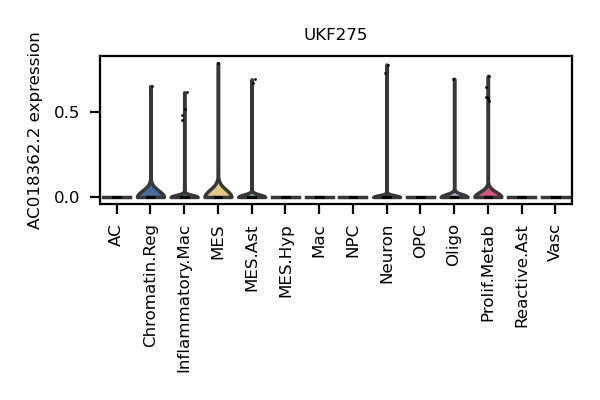 UKF275
AC018362.2 expression
0.5
0.0
AC
Chromatin.Reg
Inflammatory.Mac
MES
MES.Ast
MES.Hyp
Mac
NPC
Neuron
OPC
Oligo
Prolif.Metab
Reactive.Ast
Vasc